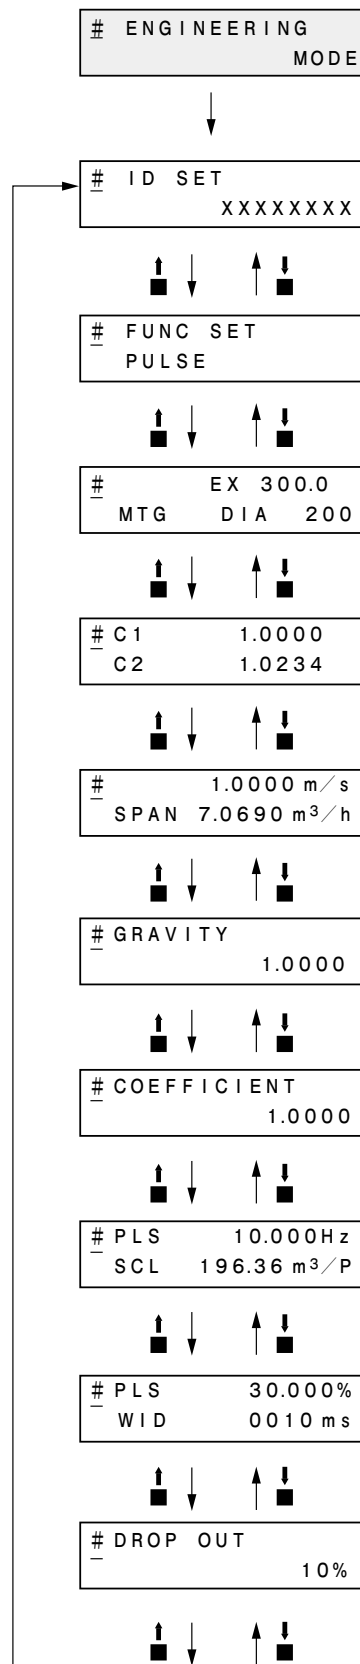 # ENGINEERING
MODE
# ID SET
XXXXXXXX
# FUNC SET
PULSE
# EX 300.0
MTG DIA 200
# C1 1.0000
C2 1.0234
# 1.0000 m/s
SPAN 7.0690 m³/h
# GRAVITY
1.0000
# COEFFICIENT
1.0000
# PLS 10.000Hz
SCL 196.36 m³/P
# PLS 30.000%
WID 0010 ms
# DROP OUT
10%